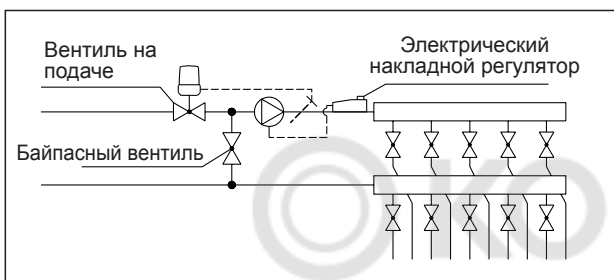 Вентиль на
подаче
Электрический
накладной регулятор
Байпасный вентиль